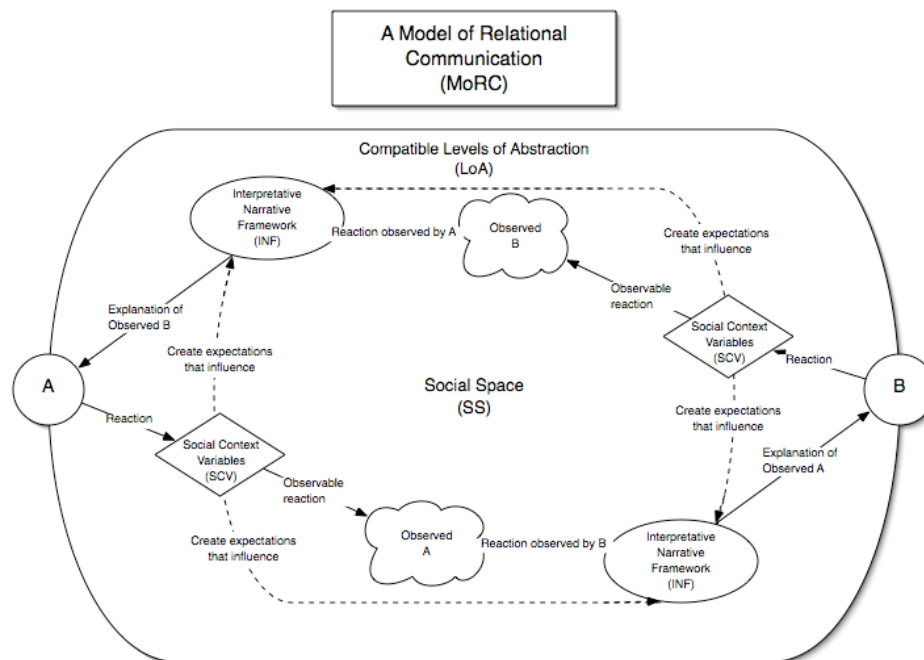 A Model of Relational
Communication
(MoRC)
Compatible Levels of Abstraction
(LoA)
Interpretative
Narrative
Framework
(INF)
Reaction observed by A
Observed
B
Create expectations
that influence
Observable
reaction
Explanation of
Observed B
Social Context
Variables
(SCV)
Create expectations
that influence
Reaction
A
B
Social Space
(SS)
Reaction
Create expectations
that influence
Social Context
Variables
(SCV)
Explanation of
Observed A
Observable
reaction
Create expectations
that influence
Observed
A
Reaction observed by B
Interpretative
Narrative
Framework
(INF)